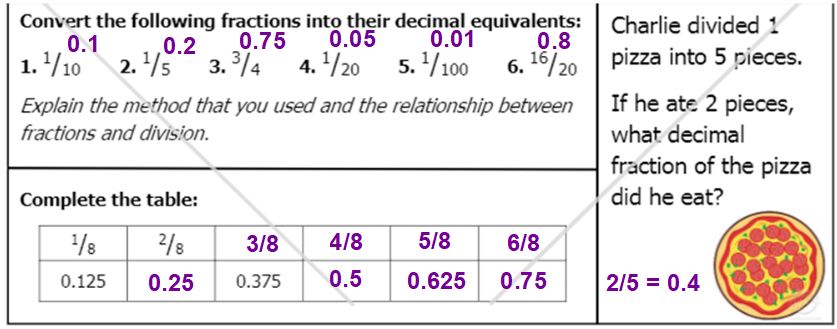 Convert the following fractions into their decimal equivalents:
0.1 0.2 0.75 0.05 0.01 0.8
1. 1/10 2. 1/5 3. 3/4 4. 1/20 5. 1/100 6. 16/20
Explain the method that you used and the relationship between
fractions and division.
Complete the table:
1/8 2/8 3/8 4/8 5/8 6/8
0.125 0.25 0.375 0.5 0.625 0.75
Charlie divided 1
pizza into 5 pieces.
If he ate 2 pieces,
what decimal
fraction of the pizza
did he eat?
2/5 = 0.4